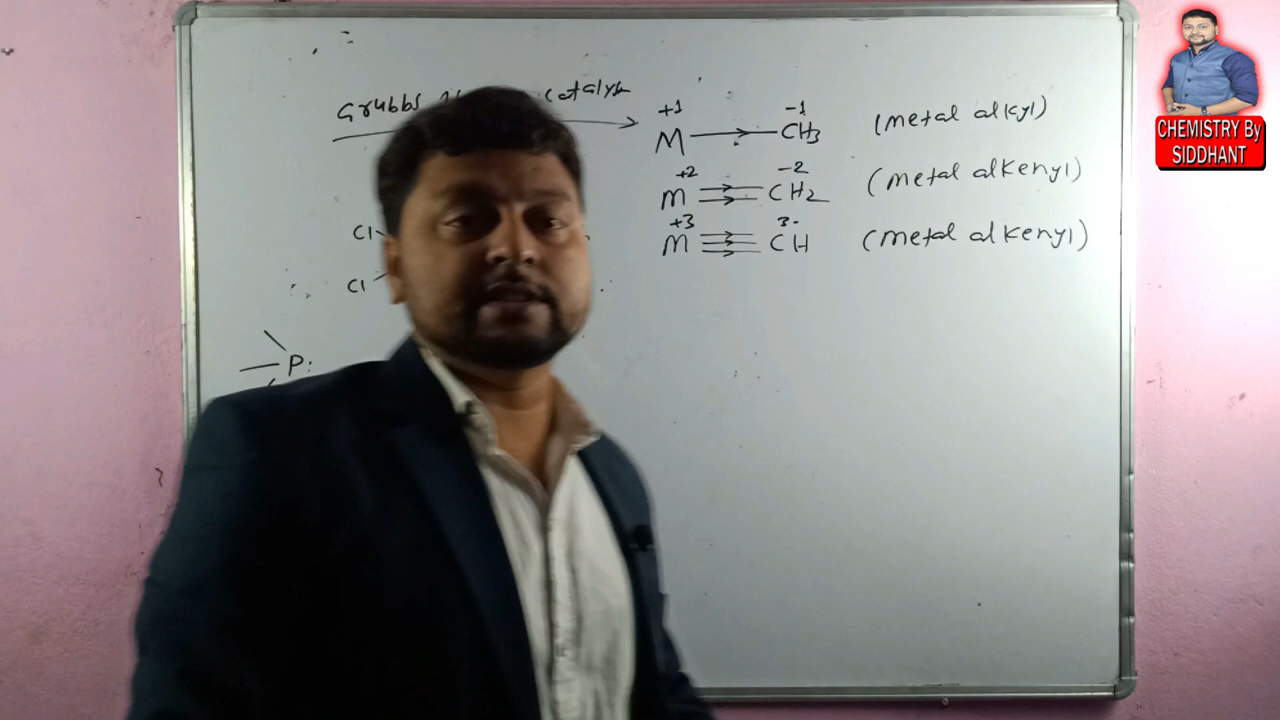 Grubbs catalys
+1 -1
M CH3 (metal alkyl)
+2 -2
M CH2 (metal alkenyl)
+3 3-
M CH (metal alkenyl)
Cl
Cl
P:
CHEMISTRY By
SIDDHANT